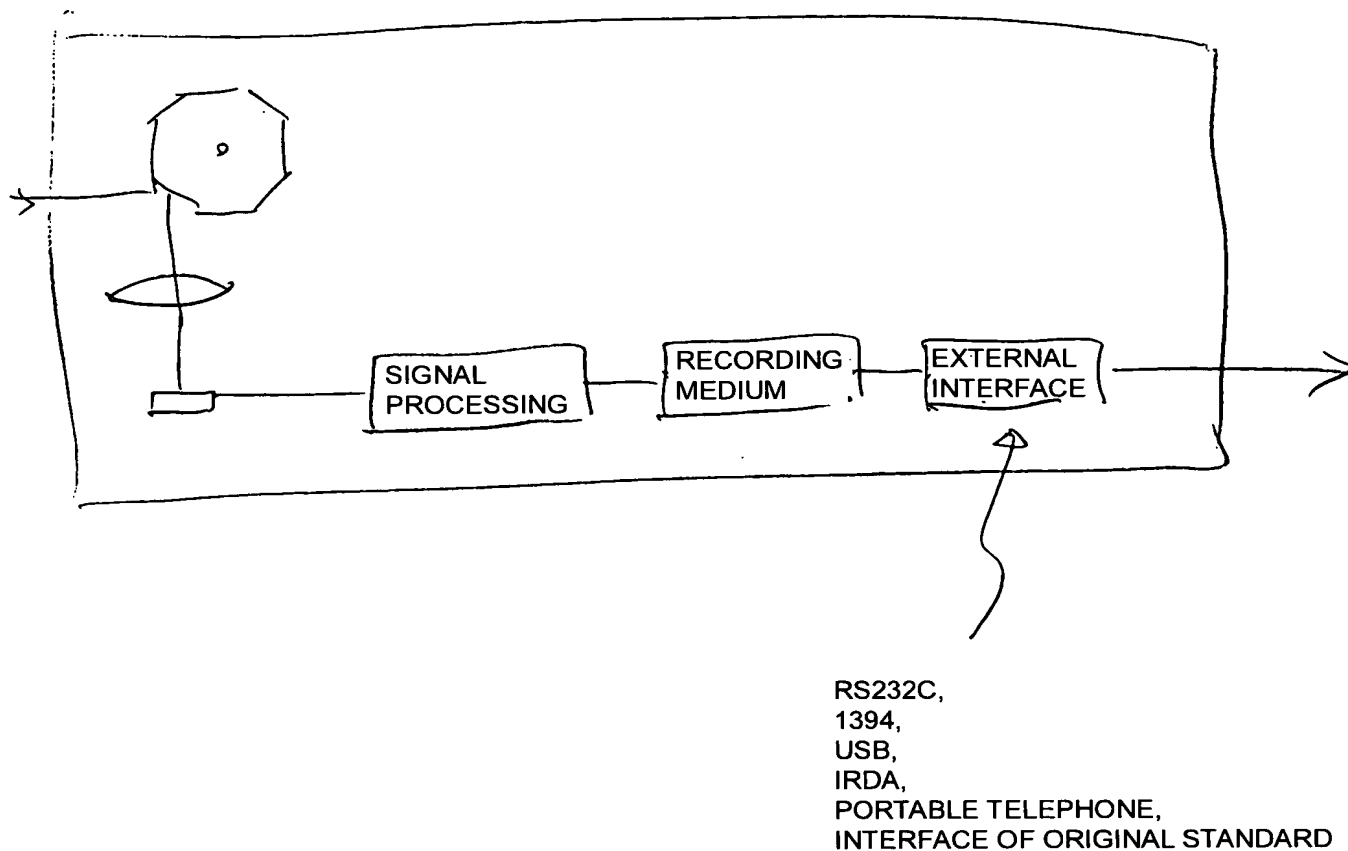 SIGNAL
PROCESSING
RECORDING
MEDIUM
EXTERNAL
INTERFACE
RS232C,
1394,
USB,
IRDA,
PORTABLE TELEPHONE,
INTERFACE OF ORIGINAL STANDARD